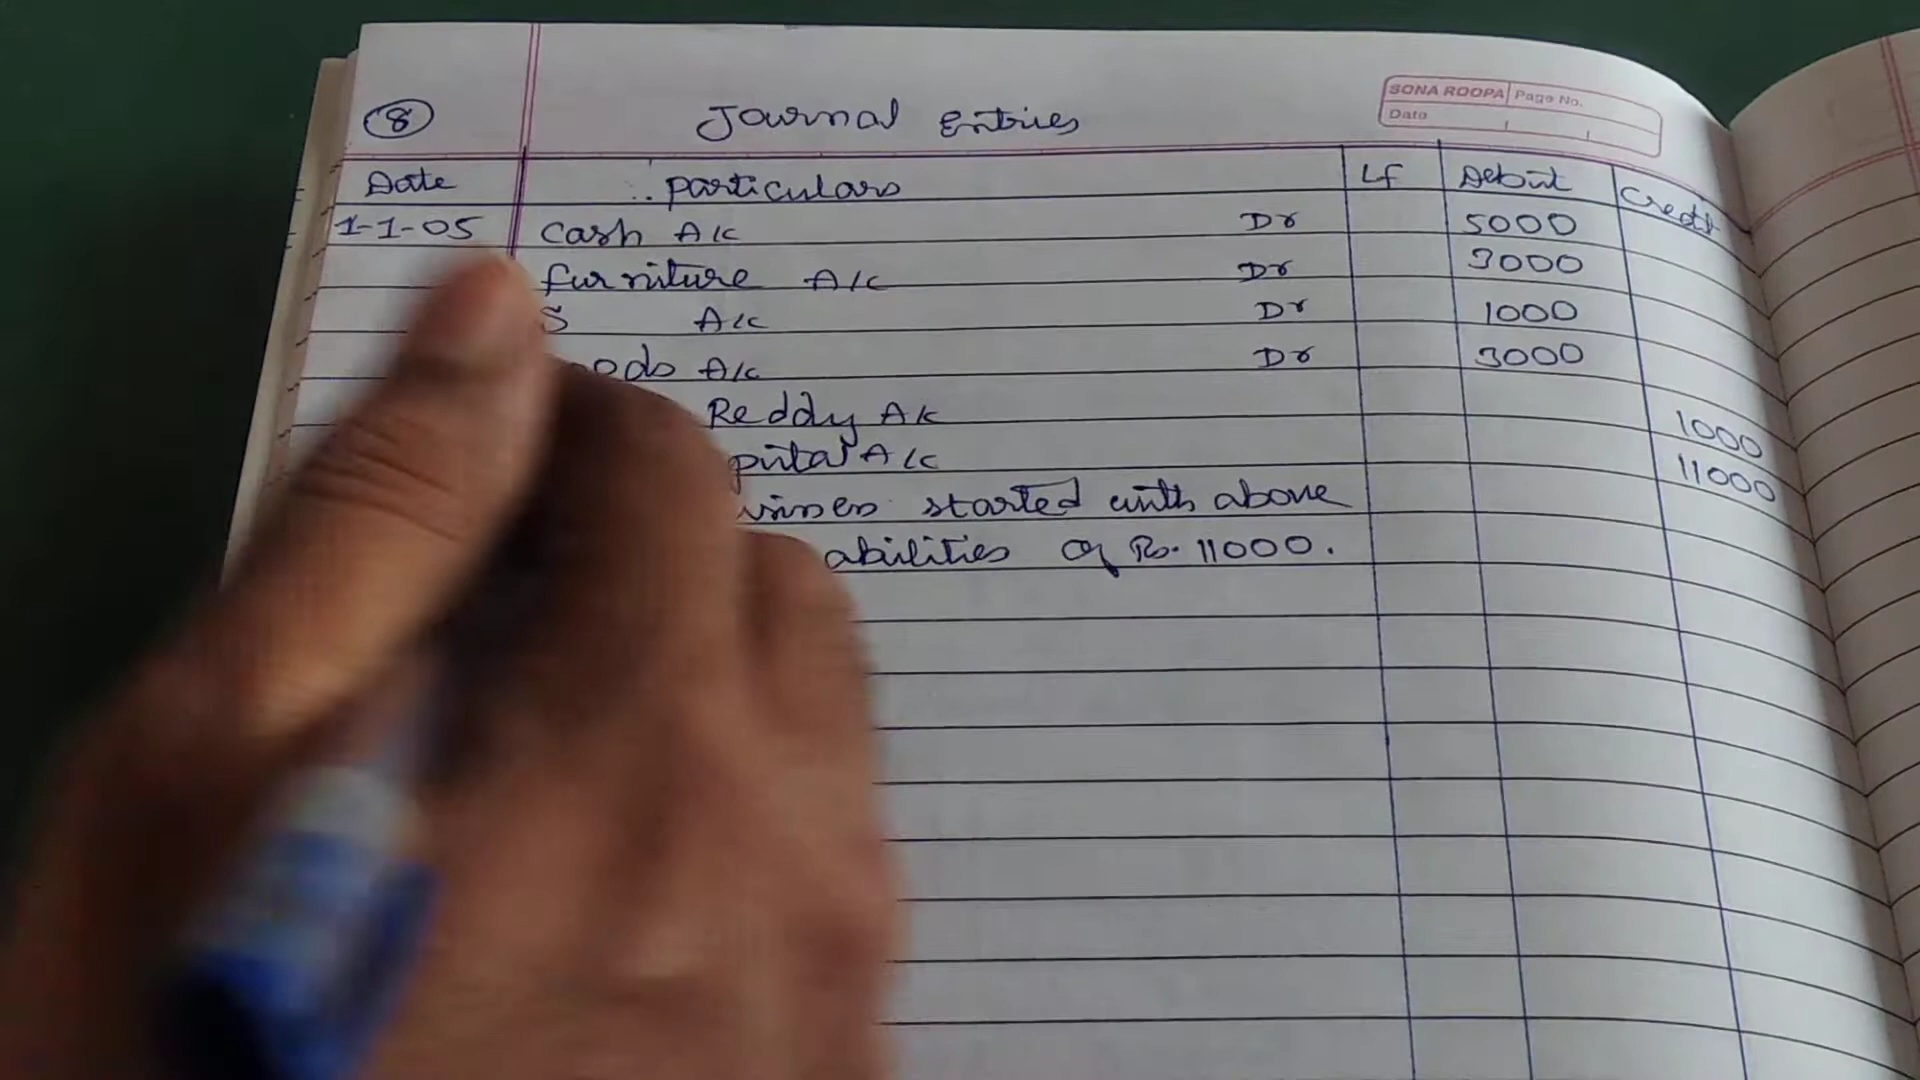 8 Journal Entries
SONA ROOPA Page No.
Date
Date particulars Lf Debit Credit
1-1-05 Cash A/c Dr 5000
furniture A/c Dr 3000
S A/c Dr 1000
A/c Dr 3000
Reddy A/c 1000
A/c 11000
started with above
of Rs. 11000.